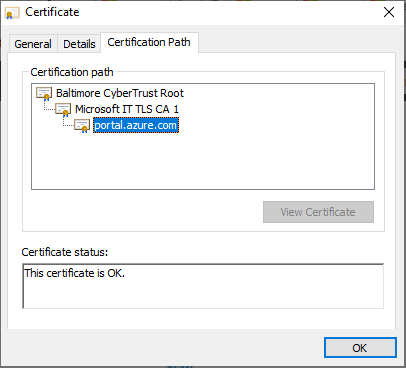 Certificate
General
Details
Certification Path
Certification path
Baltimore CyberTrust Root
Microsoft IT TLS CA 1
portal.azure.com
View Certificate
Certificate status:
This certificate is OK.
OK